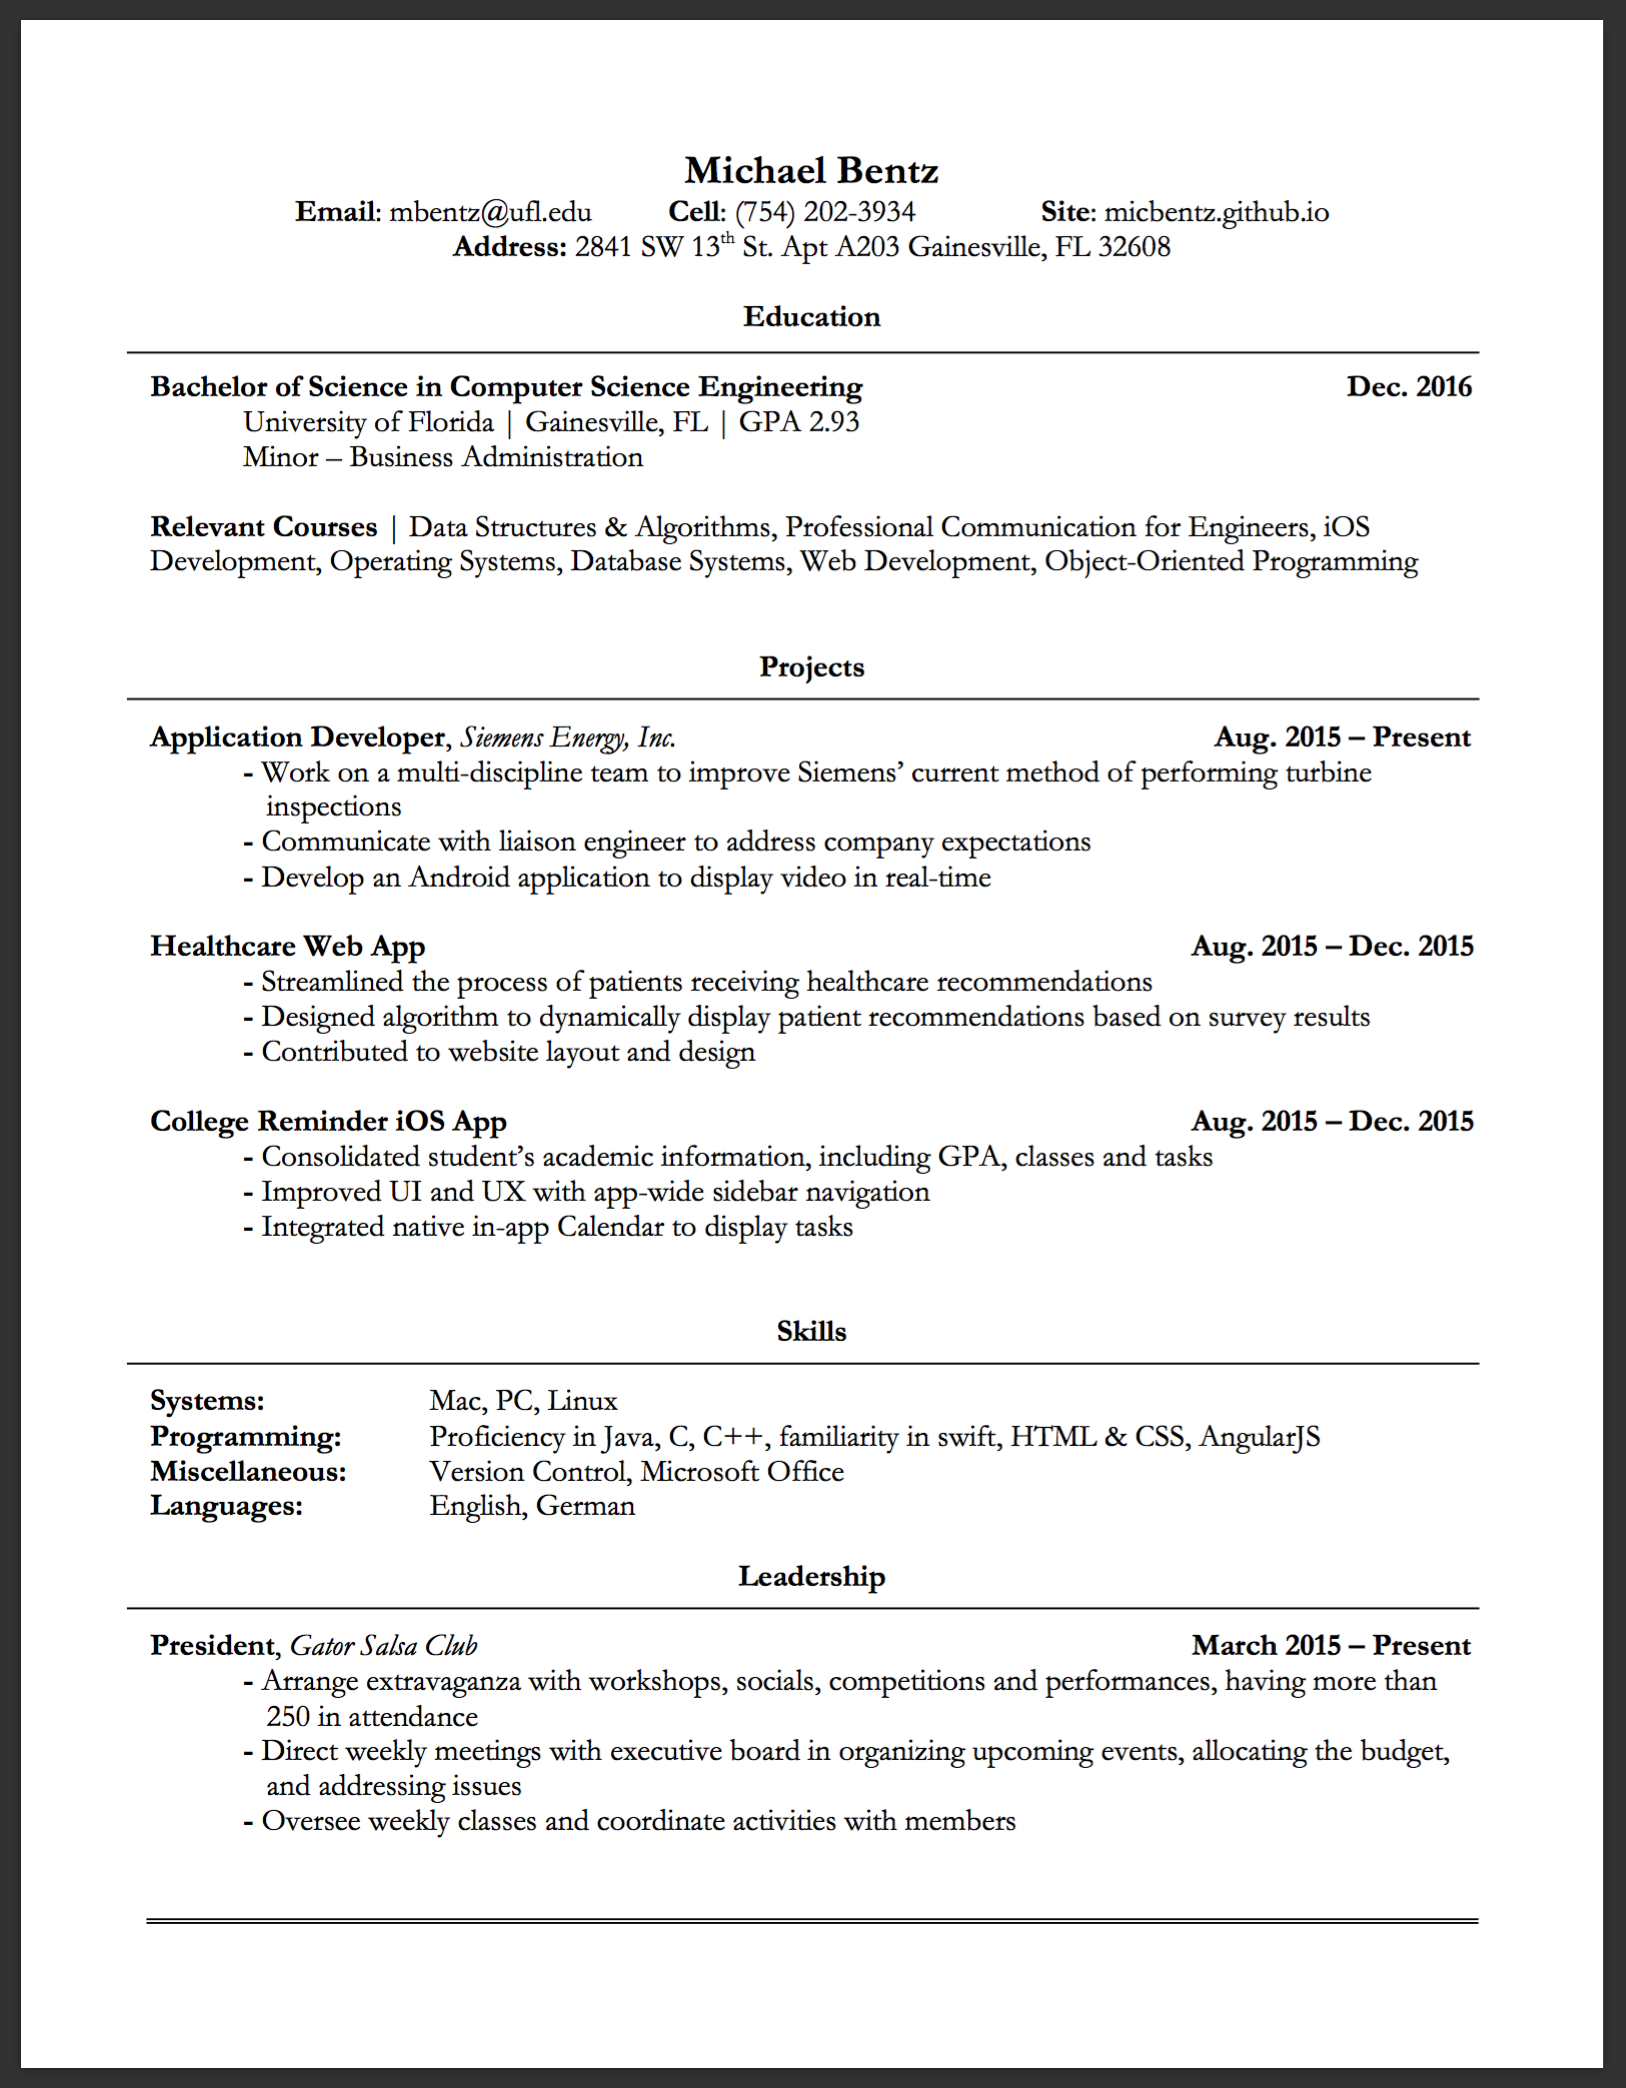 Michael Bentz
Email: mbentz@ufl.edu Cell: (754) 202-3934 Site: micbentz.github.io
Address: 2841 SW 13th St. Apt A203 Gainesville, FL 32608
Education
Bachelor of Science in Computer Science Engineering Dec. 2016
University of Florida | Gainesville, FL | GPA 2.93
Minor – Business Administration
Relevant Courses | Data Structures & Algorithms, Professional Communication for Engineers, iOS
Development, Operating Systems, Database Systems, Web Development, Object-Oriented Programming
Projects
Application Developer, Siemens Energy, Inc. Aug. 2015 – Present
- Work on a multi-discipline team to improve Siemens’ current method of performing turbine
inspections
- Communicate with liaison engineer to address company expectations
- Develop an Android application to display video in real-time
Healthcare Web App Aug. 2015 – Dec. 2015
- Streamlined the process of patients receiving healthcare recommendations
- Designed algorithm to dynamically display patient recommendations based on survey results
- Contributed to website layout and design
College Reminder iOS App Aug. 2015 – Dec. 2015
- Consolidated student’s academic information, including GPA, classes and tasks
- Improved UI and UX with app-wide sidebar navigation
- Integrated native in-app Calendar to display tasks
Skills
Systems: Mac, PC, Linux
Programming: Proficiency in Java, C, C++, familiarity in swift, HTML & CSS, AngularJS
Miscellaneous: Version Control, Microsoft Office
Languages: English, German
Leadership
President, Gator Salsa Club March 2015 – Present
- Arrange extravaganza with workshops, socials, competitions and performances, having more than
250 in attendance
- Direct weekly meetings with executive board in organizing upcoming events, allocating the budget,
and addressing issues
- Oversee weekly classes and coordinate activities with members